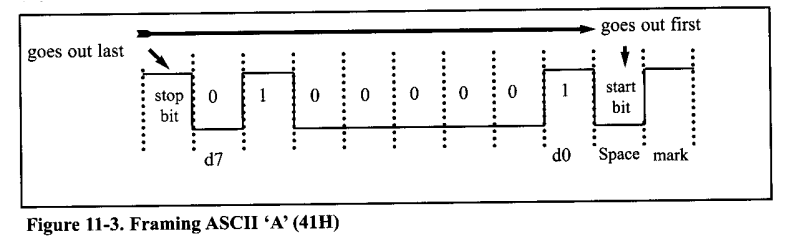 goes out first
goes out last
stop bit 0 1 0 0 0 0 0 1 start bit
d7 d0 Space mark
Figure 11-3. Framing ASCII ‘A’ (41H)